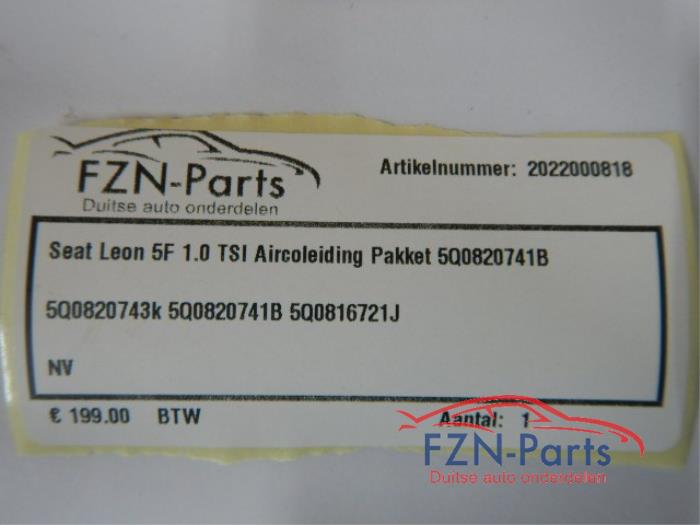 FZN-Parts
Duitse auto onderdelen
Artikelnummer: 2022000818
Seat Leon 5F 1.0 TSI Aircoleiding Pakket 5Q0820741B
5Q0820743k 5Q0820741B 5Q0816721J
NV
€ 199.00 BTW
Aantal: 1
FZN-Parts
Duitse auto onderdelen